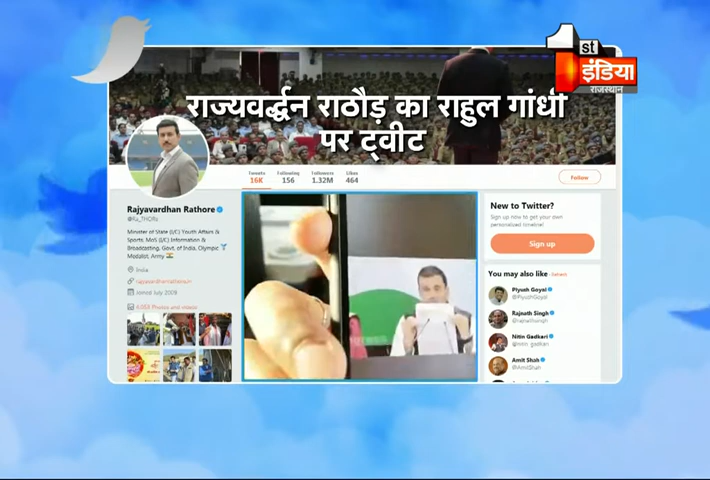 1st
इंडिया
राजस्थान
राज्यवर्द्धन राठौड़ का राहुल गांधी
पर ट्वीट
Tweets Following Followers Likes
16K 156 1.32M 464
Follow
Rajyavardhan Rathore
@Ra_THORe
Minister of State (I/C) Youth Affairs &
Sports; MoS (I/C) Information &
Broadcasting, Govt. of India, Olympic
Medalist, Army
India
Joined July 2009
Photos and videos
New to Twitter?
Sign up now to get your own
personalized timeline!
Sign up
You may also like
Piyush Goyal
@PiyushGoyal
Rajnath Singh
@rajnathsingh
Nitin Gadkari
@nitin_gadkari
Amit Shah
@AmitShah